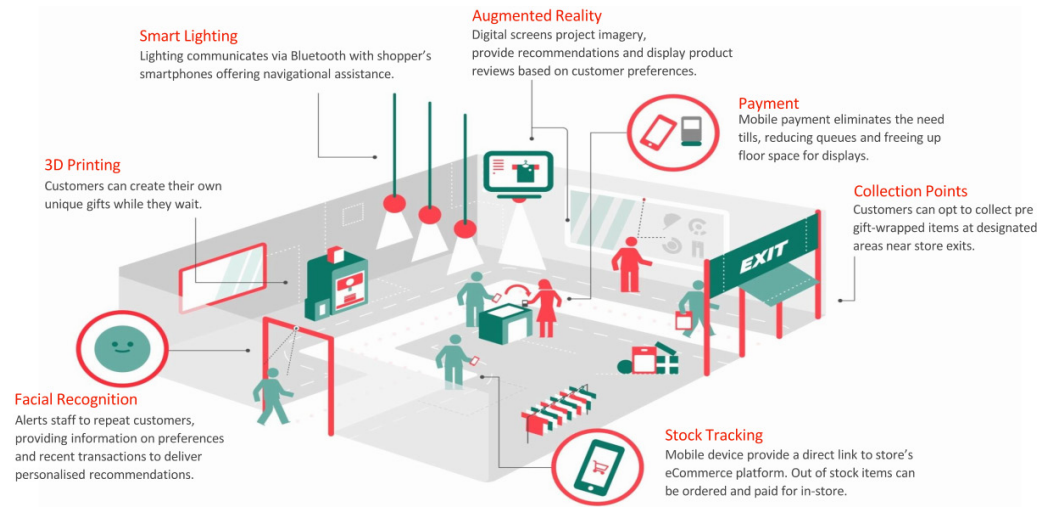 Augmented Reality
Digital screens project imagery,
provide recommendations and display product
reviews based on customer preferences.
Smart Lighting
Lighting communicates via Bluetooth with shopper's
smartphones offering navigational assistance.
Payment
Mobile payment eliminates the need
tills, reducing queues and freeing up
floor space for displays.
3D Printing
Customers can create their own
unique gifts while they wait.
Collection Points
Customers can opt to collect pre
gift-wrapped items at designated
areas near store exits.
EXIT
Facial Recognition
Alerts staff to repeat customers,
providing information on preferences
and recent transactions to deliver
personalised recommendations.
Stock Tracking
Mobile device provide a direct link to store's
eCommerce platform. Out of stock items can
be ordered and paid for in-store.